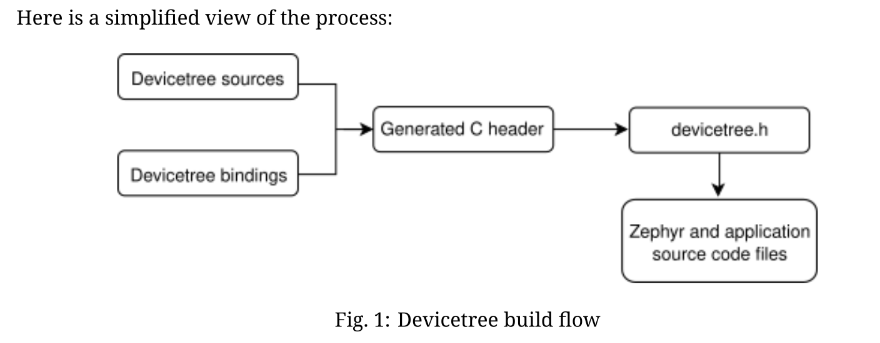 Here is a simplified view of the process:
Devicetree sources
Devicetree bindings
Generated C header
devicetree.h
Zephyr and application
source code files
Fig. 1: Devicetree build flow